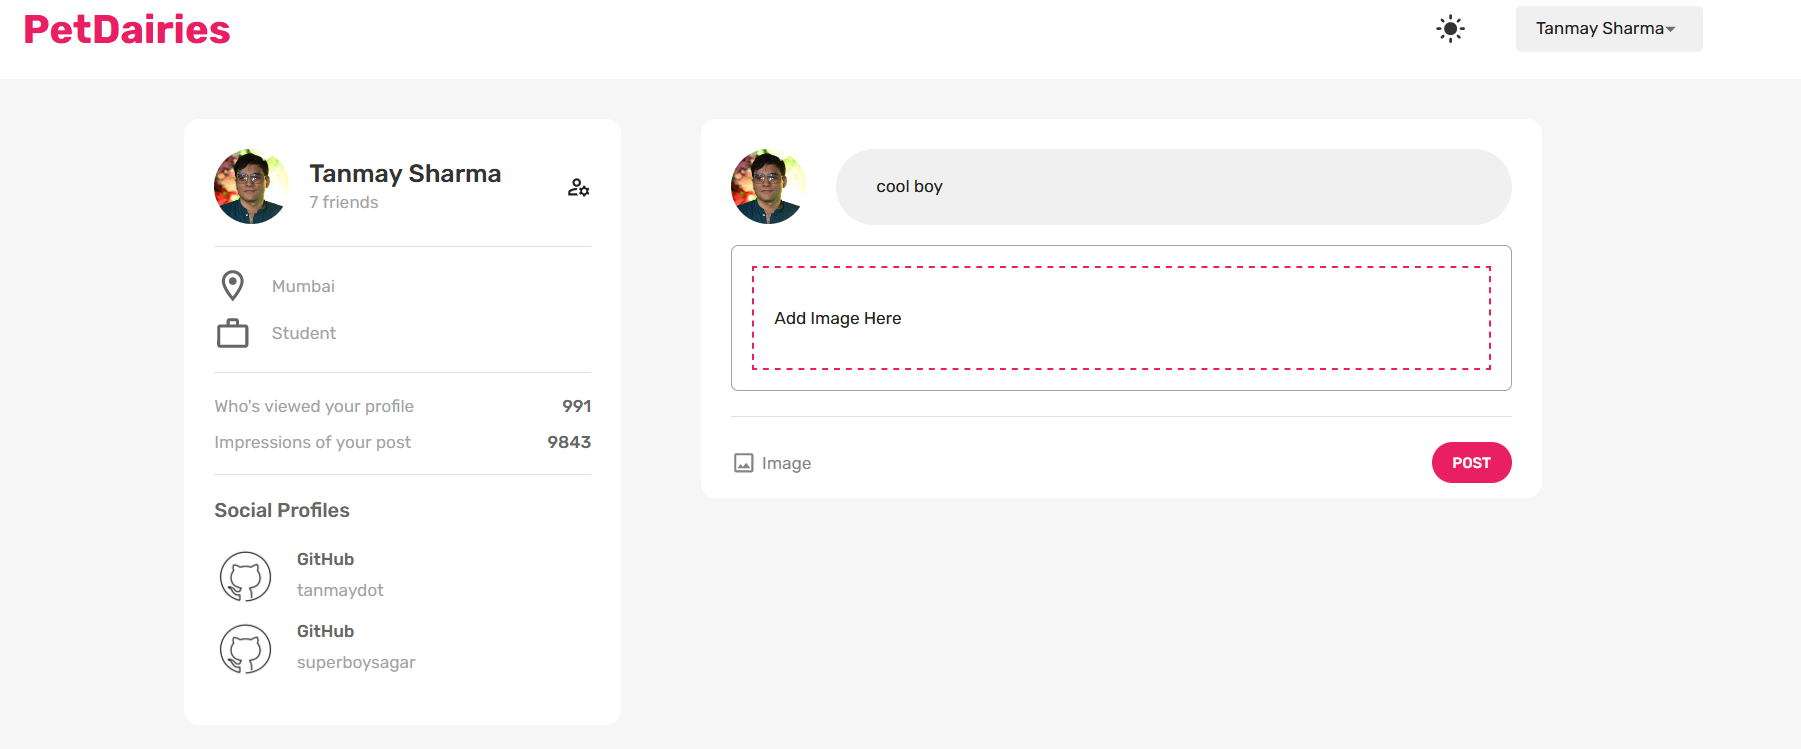 PetDairies
Tanmay Sharma
Tanmay Sharma
7 friends
Mumbai
Student
Who's viewed your profile 991
Impressions of your post 9843
Social Profiles
GitHub
tanmaydot
GitHub
superboysagar
cool boy
Add Image Here
Image
POST